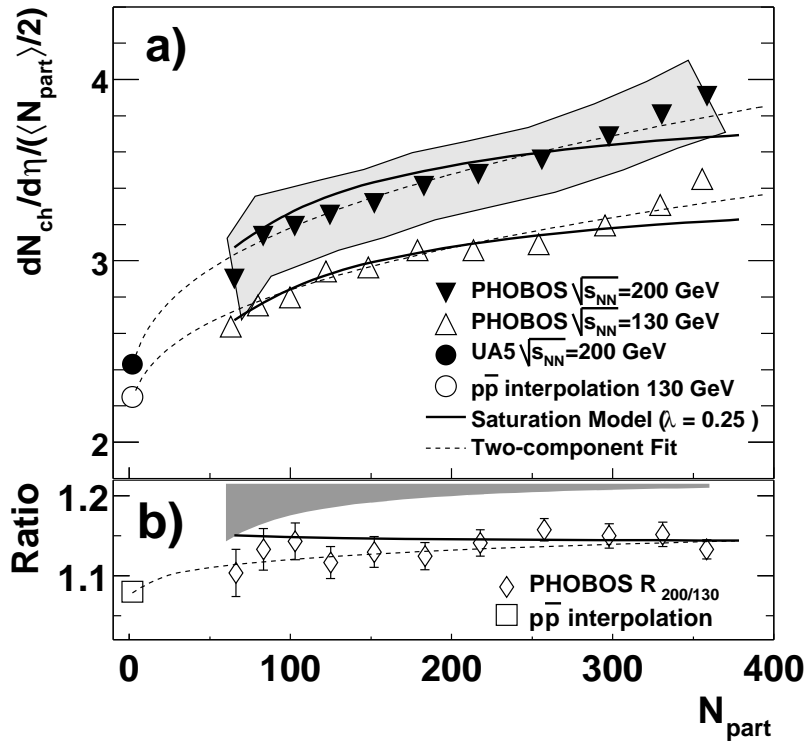 a)
dN_ch/dη/(⟨N_part⟩/2)
4
3
2
PHOBOS √s_NN=200 GeV
PHOBOS √s_NN=130 GeV
UA5 √s_NN=200 GeV
pp̅ interpolation 130 GeV
Saturation Model (λ = 0.25 )
Two-component Fit
b)
Ratio
1.2
1.1
PHOBOS R_200/130
pp̅ interpolation
0
100
200
300
400
N_part